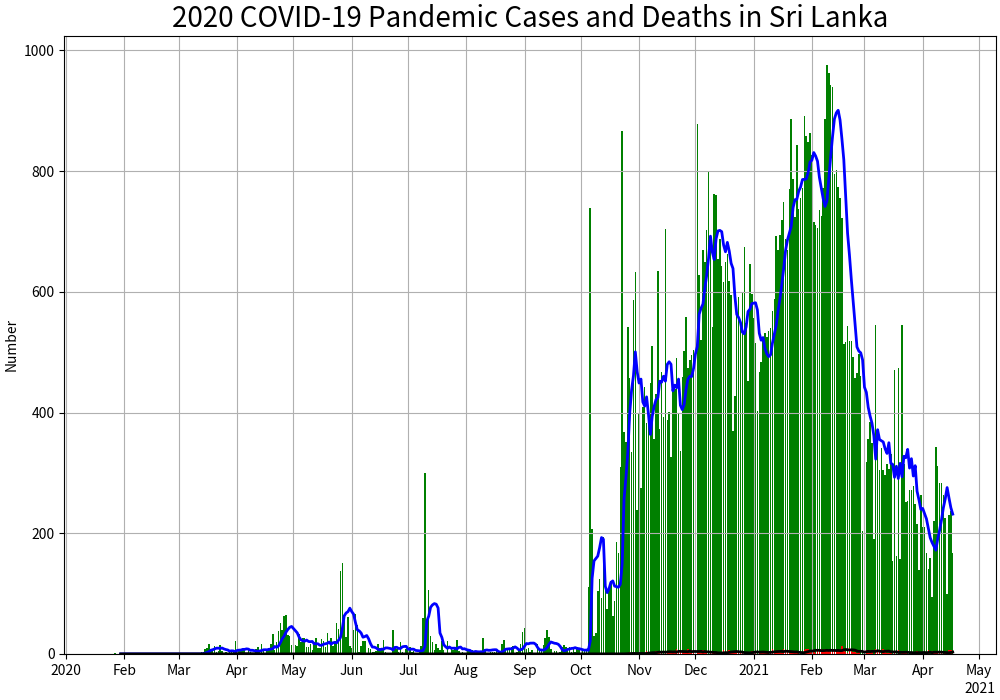 2020 COVID-19 Pandemic Cases and Deaths in Sri Lanka
Number
1000
800
600
400
200
0
2020 Feb Mar Apr May Jun Jul Aug Sep Oct Nov Dec 2021 Feb Mar Apr May
2021